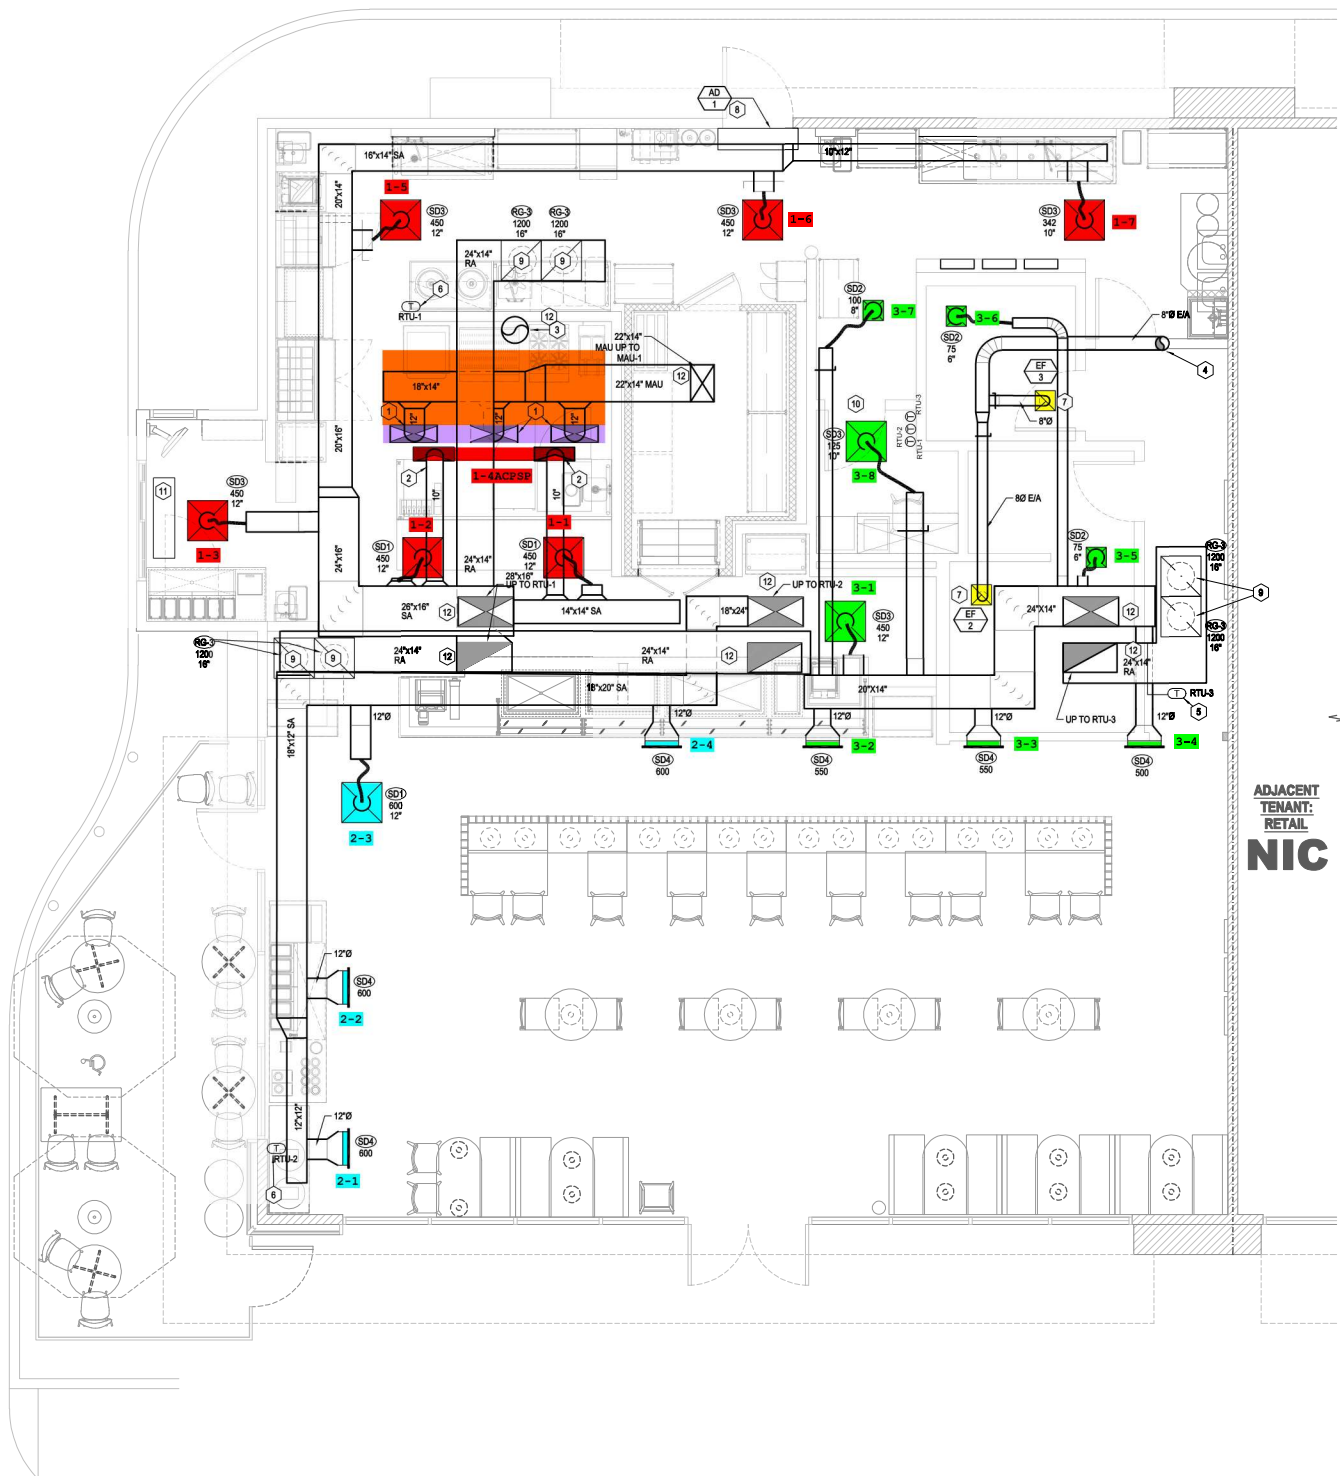 AD
1
8
16"x14" SA
10"x12"
20"x14"
1-5
SD3
450
12"
RG-3
1200
16"
RG-3
1200
16"
SD3
450
12"
1-6
SD3
342
10"
1-7
24"x14"
RA
9
9
6
T
RTU-1
12
3
SD2
100
8"
3-7
3-6
SD2
75
6"
8"Ø E/A
4
22"x14"
MAU UP TO
MAU-1
12
18"x14"
22"x14" MAU
EF
3
7
8"Ø
1
1
12"
12"
12"
10
RTU-2
RTU-3
T
T
T
RTU-1
SD3
125
10"
3-8
20"x16"
2
1-4ACPSP
2
11
SD3
450
12"
1-3
10"
10"
1-2
1-1
8Ø E/A
SD1
450
12"
SD1
450
12"
24"x16"
24"x14"
RA
28"x16"
UP TO RTU-1
12
UP TO RTU-2
3-1
SD3
450
12"
SD2
75
6"
3-5
RG-3
1200
16"
9
RG-3
1200
16"
7
EF
2
26"x16"
SA
12
14"x14" SA
18"x24"
24"X14"
12
RG-3
1200
16"
9
9
24"x14"
RA
12
24"x14"
RA
12
12
24"x14"
RA
18"x20" SA
20"X14"
T
RTU-3
5
UP TO RTU-3
18"x12" SA
12"Ø
12"Ø
12"Ø
12"Ø
12"Ø
2-4
SD4
600
3-2
SD4
550
3-3
SD4
550
3-4
SD4
500
SD1
600
12"
2-3
ADJACENT
TENANT:
RETAIL
NIC
12"Ø
SD4
600
2-2
12"x12"
12"Ø
SD4
600
2-1
T
RTU-2
6